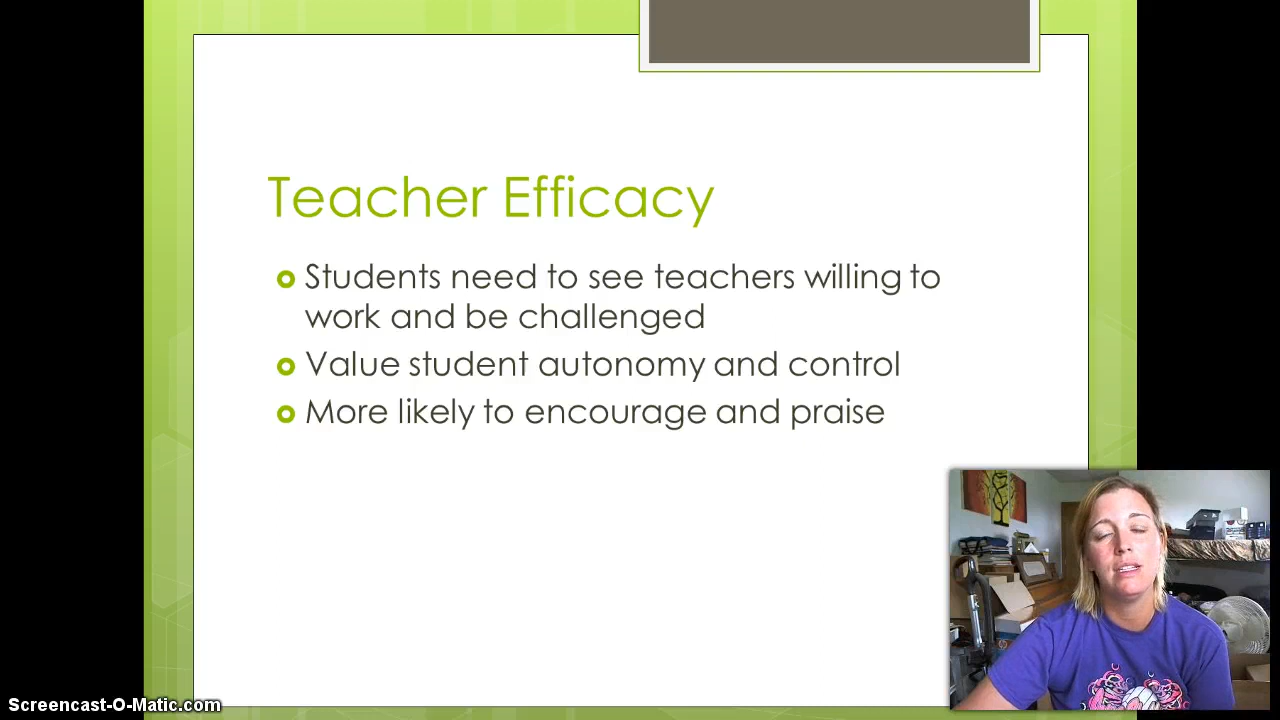 Teacher Efficacy
Students need to see teachers willing to
work and be challenged
Value student autonomy and control
More likely to encourage and praise
Screencast-O-Matic.com